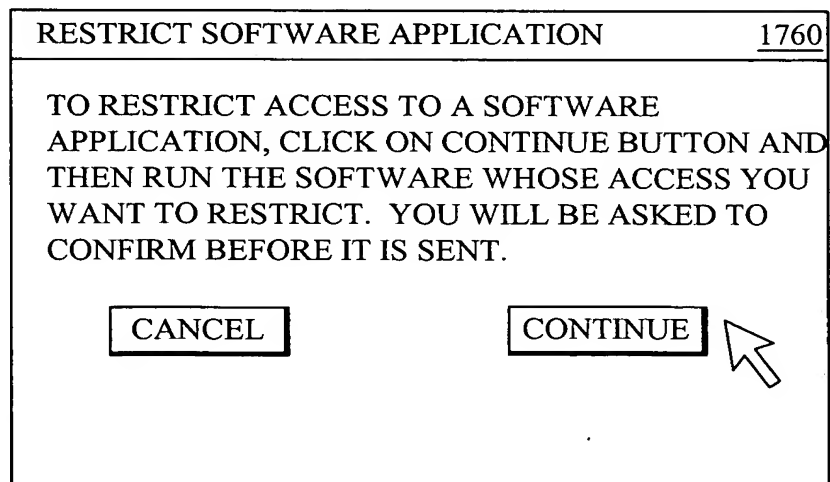 RESTRICT SOFTWARE APPLICATION 1760
TO RESTRICT ACCESS TO A SOFTWARE
APPLICATION, CLICK ON CONTINUE BUTTON AND
THEN RUN THE SOFTWARE WHOSE ACCESS YOU
WANT TO RESTRICT. YOU WILL BE ASKED TO
CONFIRM BEFORE IT IS SENT.
CANCEL CONTINUE